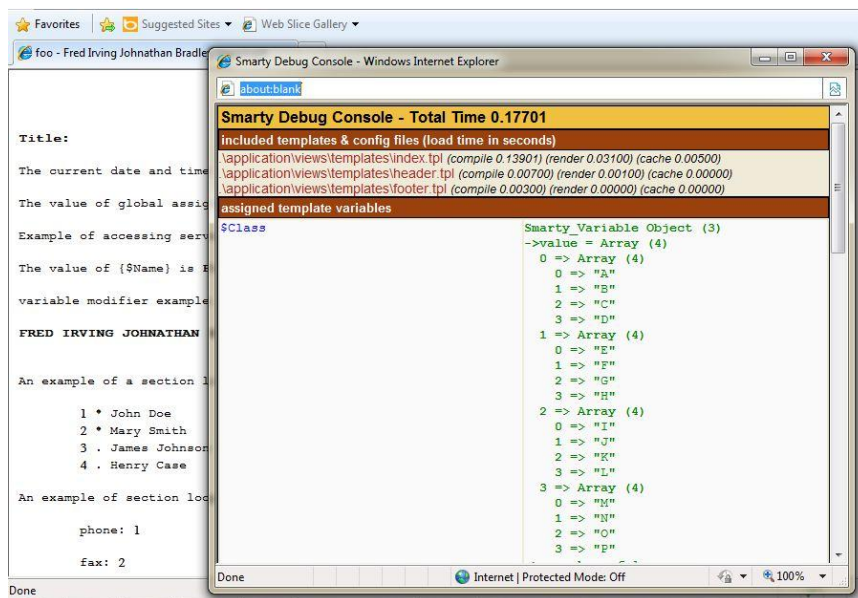 Favorites Suggested Sites Web Slice Gallery
foo - Fred Irving Johnathan Bradley
Title:
The current date and time
The value of global assig
Example of accessing serv
The value of {$Name} is
variable modifier example
FRED IRVING JOHNATHAN
An example of a section l
1 * John Doe
2 * Mary Smith
3 . James Johnson
4 . Henry Case
An example of section loo
phone: 1
fax: 2
Done
Smarty Debug Console - Windows Internet Explorer
about:blank
Smarty Debug Console - Total Time 0.17701
included templates & config files (load time in seconds)
.\application\views\templates\index.tpl (compile 0.13901) (render 0.03100) (cache 0.00500)
.\application\views\templates\header.tpl (compile 0.00700) (render 0.00100) (cache 0.00000)
.\application\views\templates\footer.tpl (compile 0.00300) (render 0.00000) (cache 0.00000)
assigned template variables
$Class Smarty_Variable Object (3)
->value = Array (4)
0 => Array (4)
0 => "A"
1 => "B"
2 => "C"
3 => "D"
1 => Array (4)
0 => "E"
1 => "F"
2 => "G"
3 => "H"
2 => Array (4)
0 => "I"
1 => "J"
2 => "K"
3 => "L"
3 => Array (4)
0 => "M"
1 => "N"
2 => "O"
3 => "P"
Done Internet | Protected Mode: Off 100%